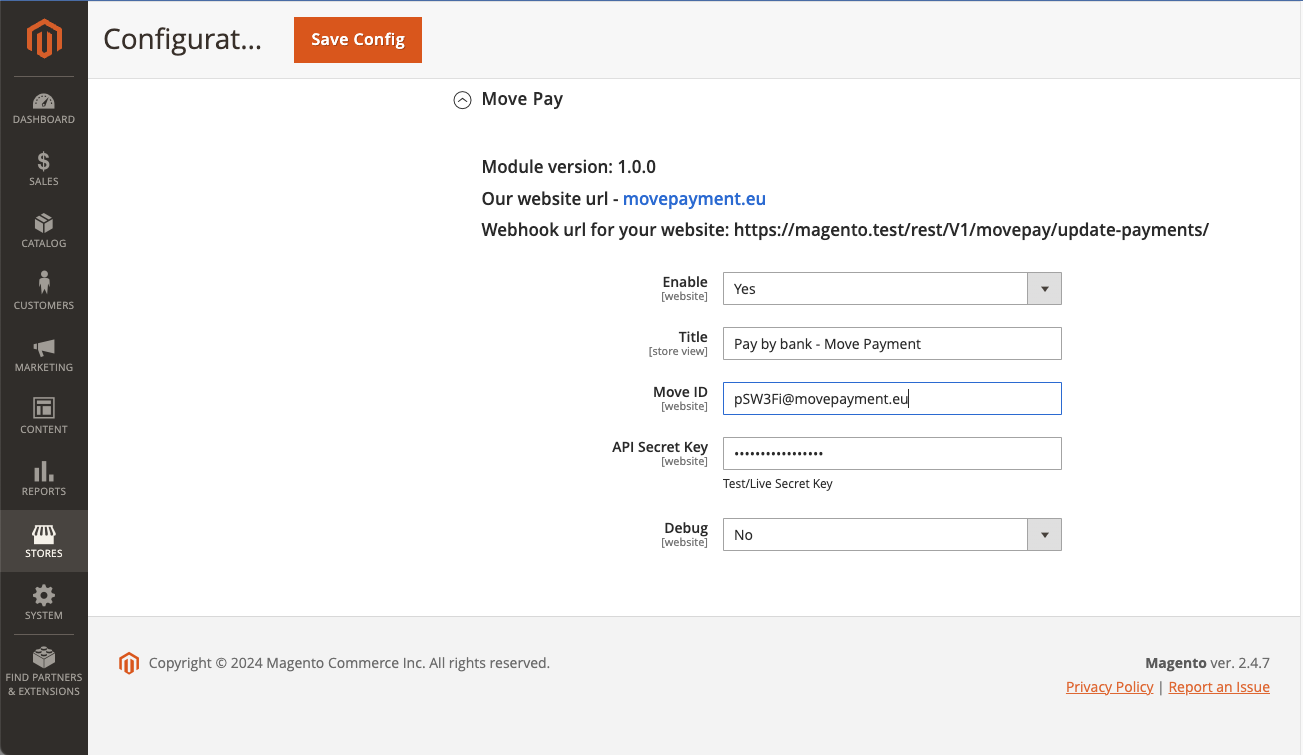 Configurat...
Save Config
DASHBOARD
SALES
CATALOG
CUSTOMERS
MARKETING
CONTENT
REPORTS
STORES
SYSTEM
FIND PARTNERS
& EXTENSIONS
Move Pay
Module version: 1.0.0
Our website url - movepayment.eu
Webhook url for your website: https://magento.test/rest/V1/movepay/update-payments/
Enable
[website]
Yes
Title
[store view]
Pay by bank - Move Payment
Move ID
[website]
pSW3Fi@movepayment.eu
API Secret Key
[website]
•••••••••••••••••
Test/Live Secret Key
Debug
[website]
No
Copyright © 2024 Magento Commerce Inc. All rights reserved.
Magento ver. 2.4.7
Privacy Policy | Report an Issue